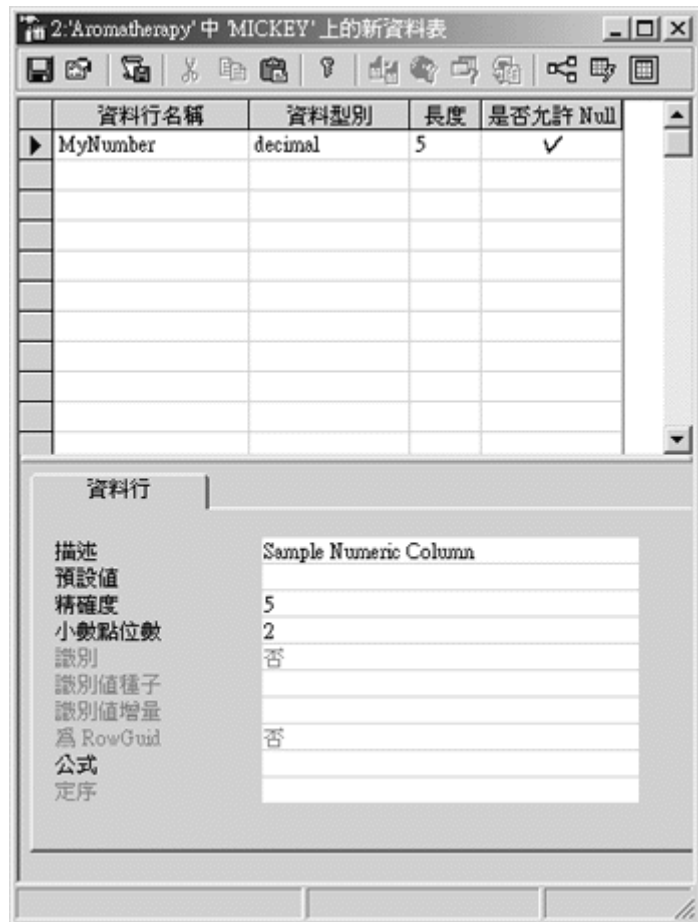 2:'Aromatherapy' 中 'MICKEY' 上的新資料表
資料行名稱 資料型別 長度 是否允許 Null
MyNumber decimal 5
資料行
描述 Sample Numeric Column
預設值
精確度 5
小數點位數 2
識別 否
識別值種子
識別值增量
為 RowGuid 否
公式
定序